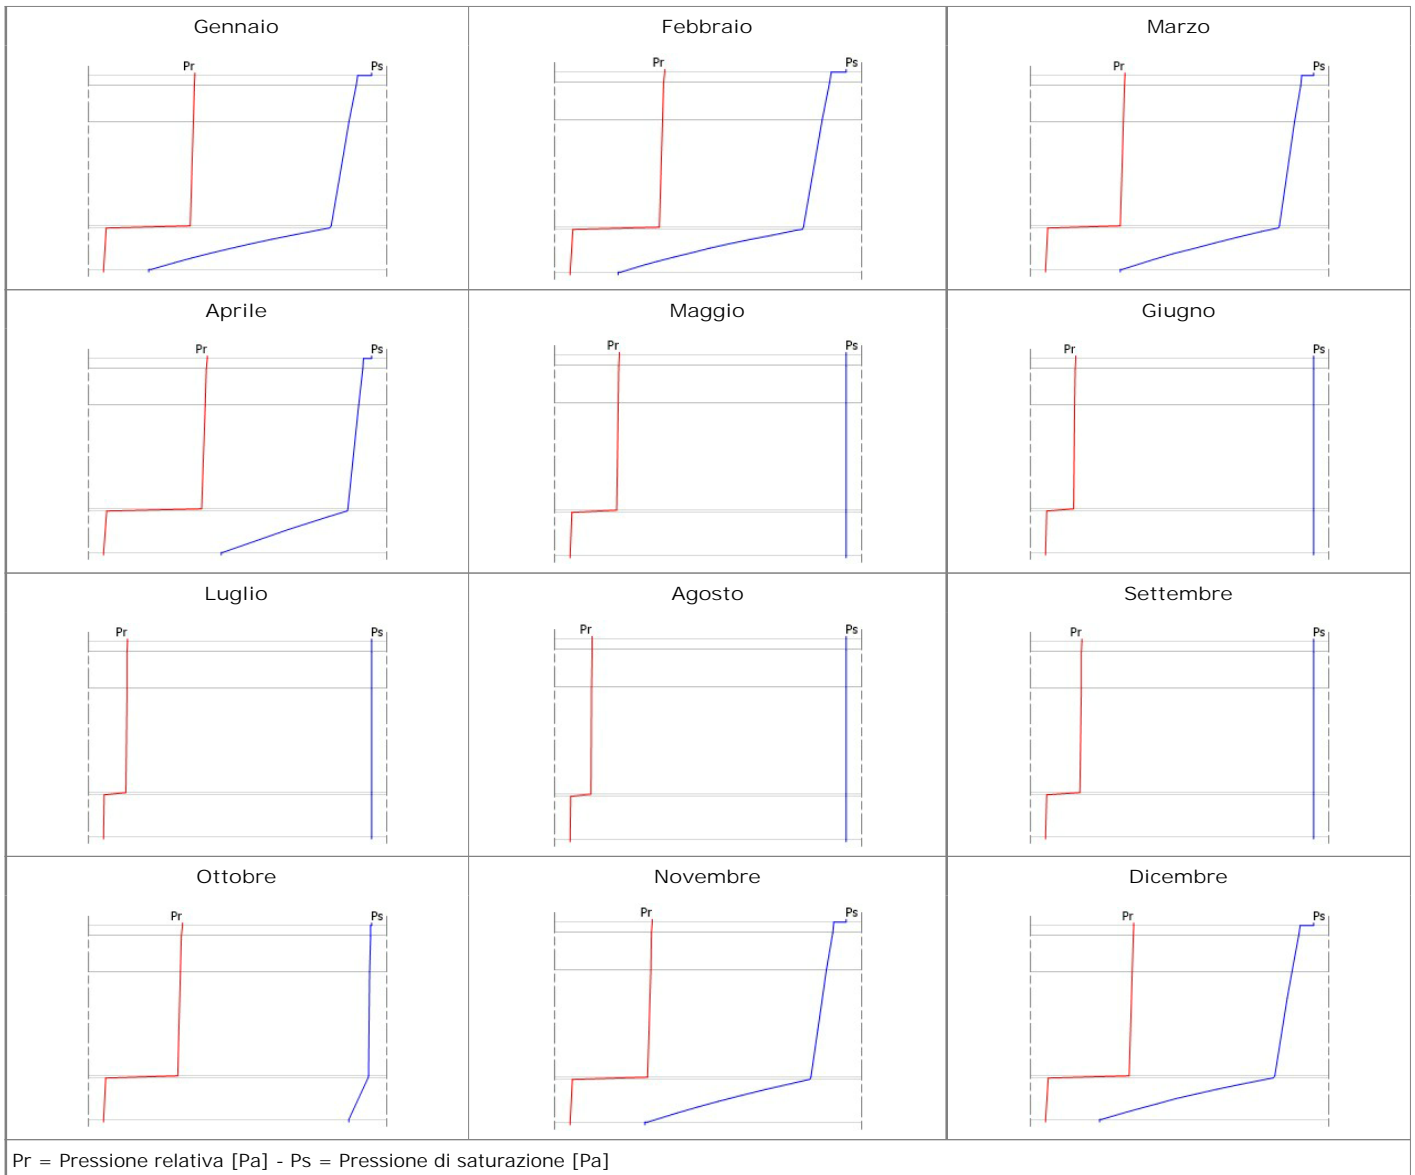 Gennaio Febbraio Marzo
Pr Ps Pr Ps Pr Ps
Aprile Maggio Giugno
Pr Ps Pr Ps Pr Ps
Luglio Agosto Settembre
Pr Ps Pr Ps Pr Ps
Ottobre Novembre Dicembre
Pr Ps Pr Ps Pr Ps
Pr = Pressione relativa [Pa] - Ps = Pressione di saturazione [Pa]